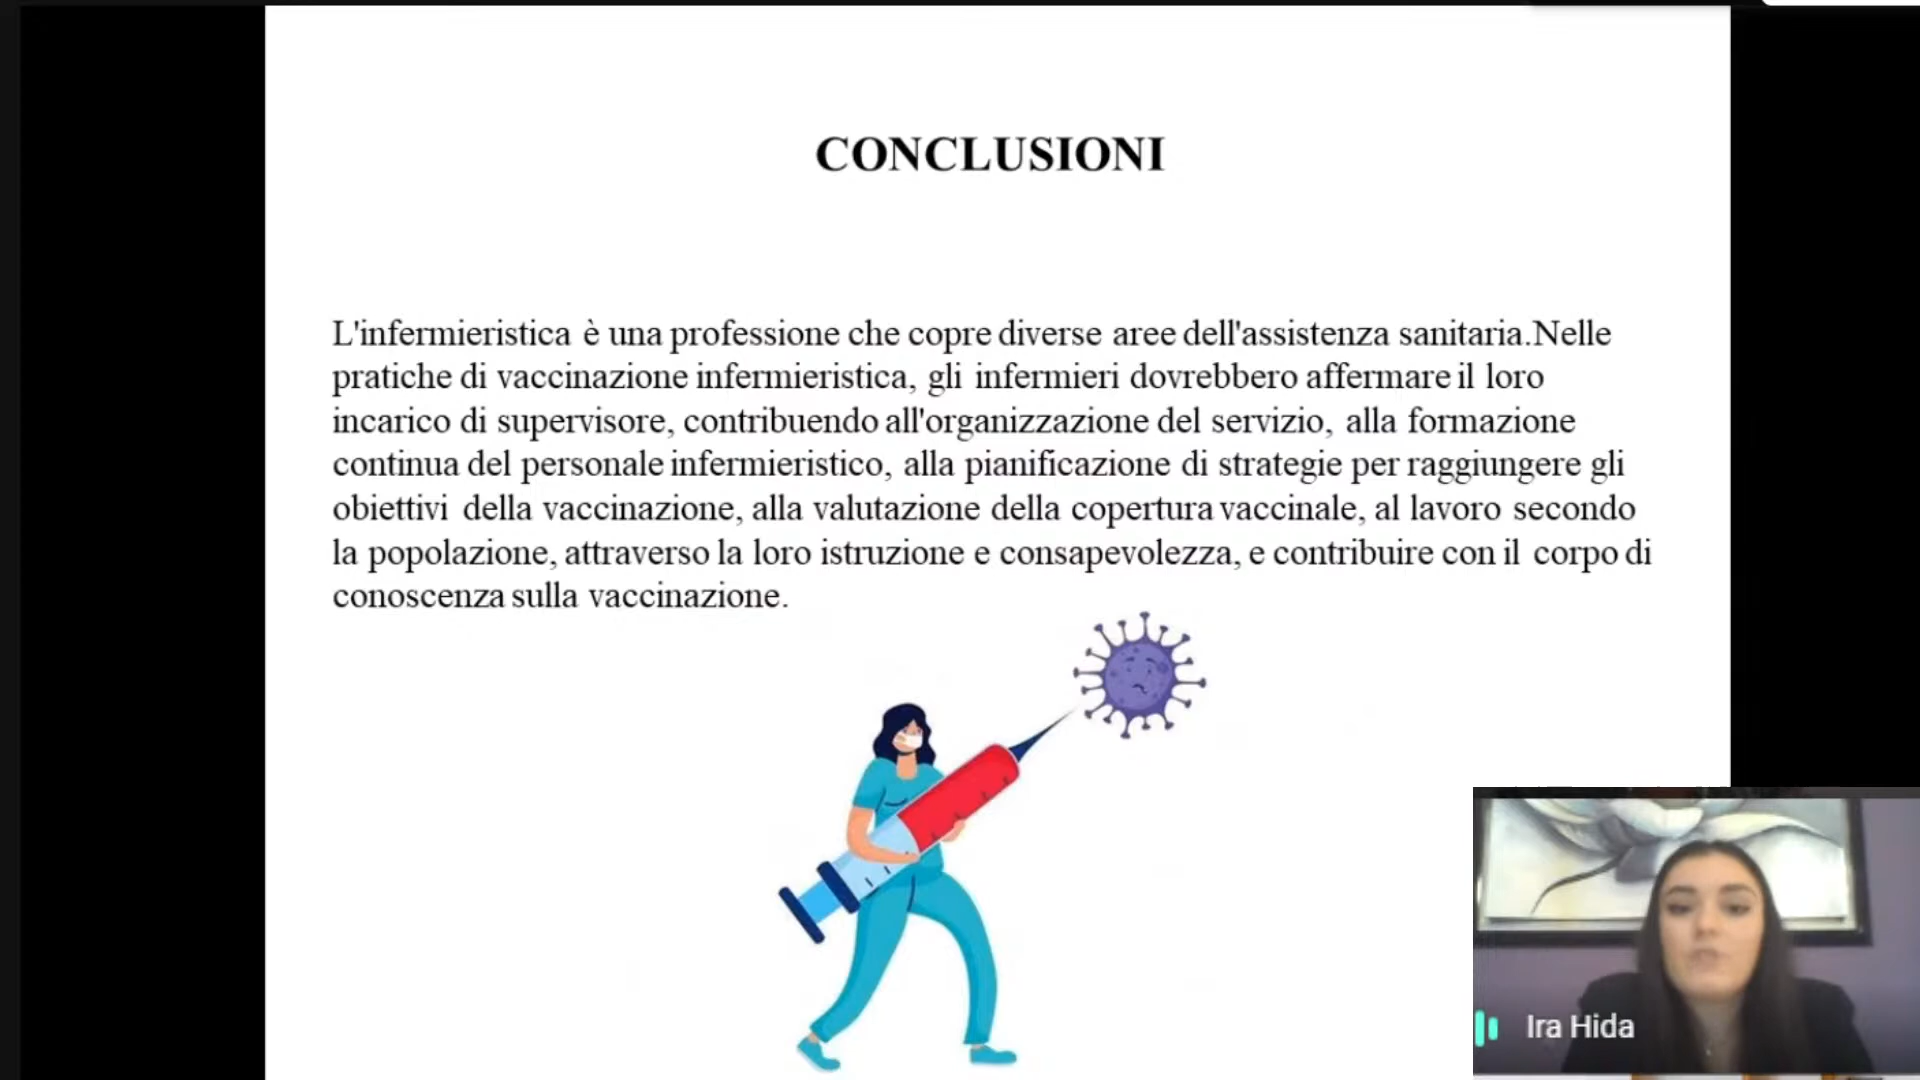 CONCLUSIONI
L'infermieristica è una professione che copre diverse aree dell'assistenza sanitaria.Nelle
pratiche di vaccinazione infermieristica, gli infermieri dovrebbero affermare il loro
incarico di supervisore, contribuendo all'organizzazione del servizio, alla formazione
continua del personale infermieristico, alla pianificazione di strategie per raggiungere gli
obiettivi della vaccinazione, alla valutazione della copertura vaccinale, al lavoro secondo
la popolazione, attraverso la loro istruzione e consapevolezza, e contribuire con il corpo di
conoscenza sulla vaccinazione.
Ira Hida